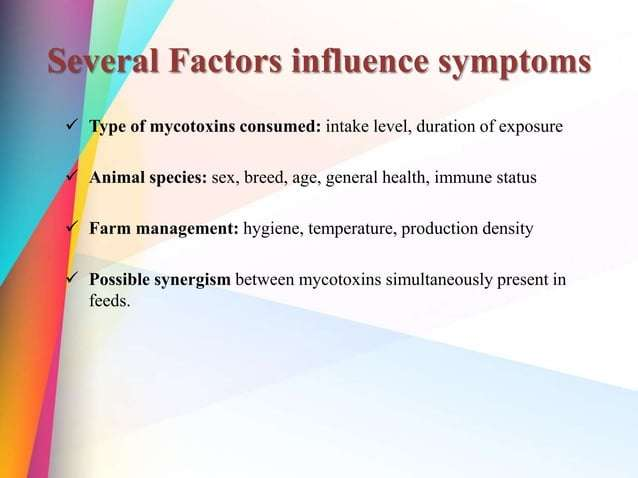 Several Factors influence symptoms
✓ Type of mycotoxins consumed: intake level, duration of exposure
✓ Animal species: sex, breed, age, general health, immune status
✓ Farm management: hygiene, temperature, production density
✓ Possible synergism between mycotoxins simultaneously present in
feeds.